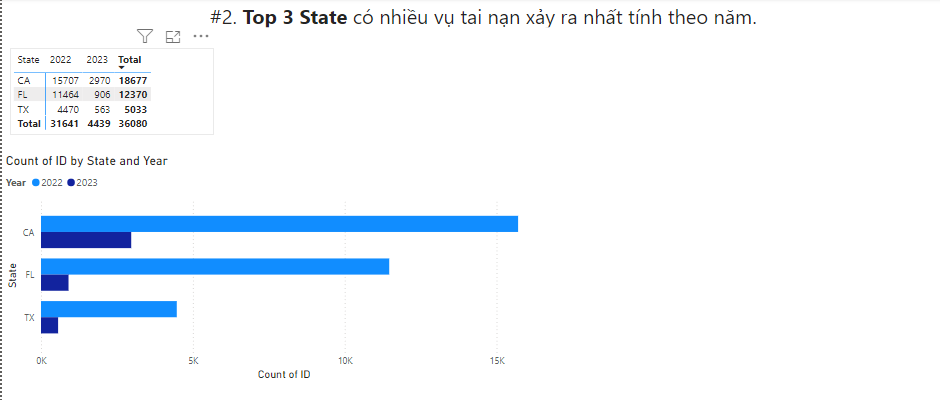 #2. Top 3 State có nhiều vụ tai nạn xảy ra nhất tính theo năm.
State 2022 2023 Total
CA 15707 2970 18677
FL 11464 906 12370
TX 4470 563 5033
Total 31641 4439 36080
Count of ID by State and Year
Year 2022 2023
CA
FL
TX
State
0K 5K 10K 15K
Count of ID